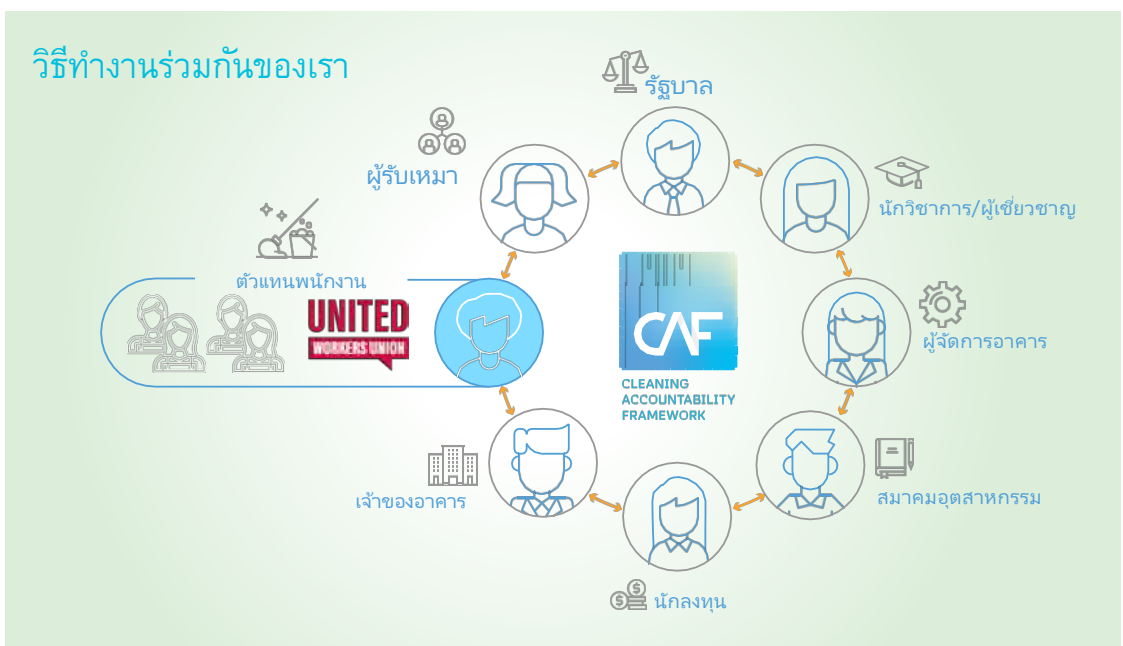 วิธีทำงานร่วมกันของเรา
รัฐบาล
ผู้รับเหมา
นักวิชาการ/ผู้เชี่ยวชาญ
ตัวแทนพนักงาน
UNITED
WORKERS UNION
CAF
CLEANING
ACCOUNTABILITY
FRAMEWORK
ผู้จัดการอาคาร
เจ้าของอาคาร
สมาคมอุตสาหกรรม
นักลงทุน